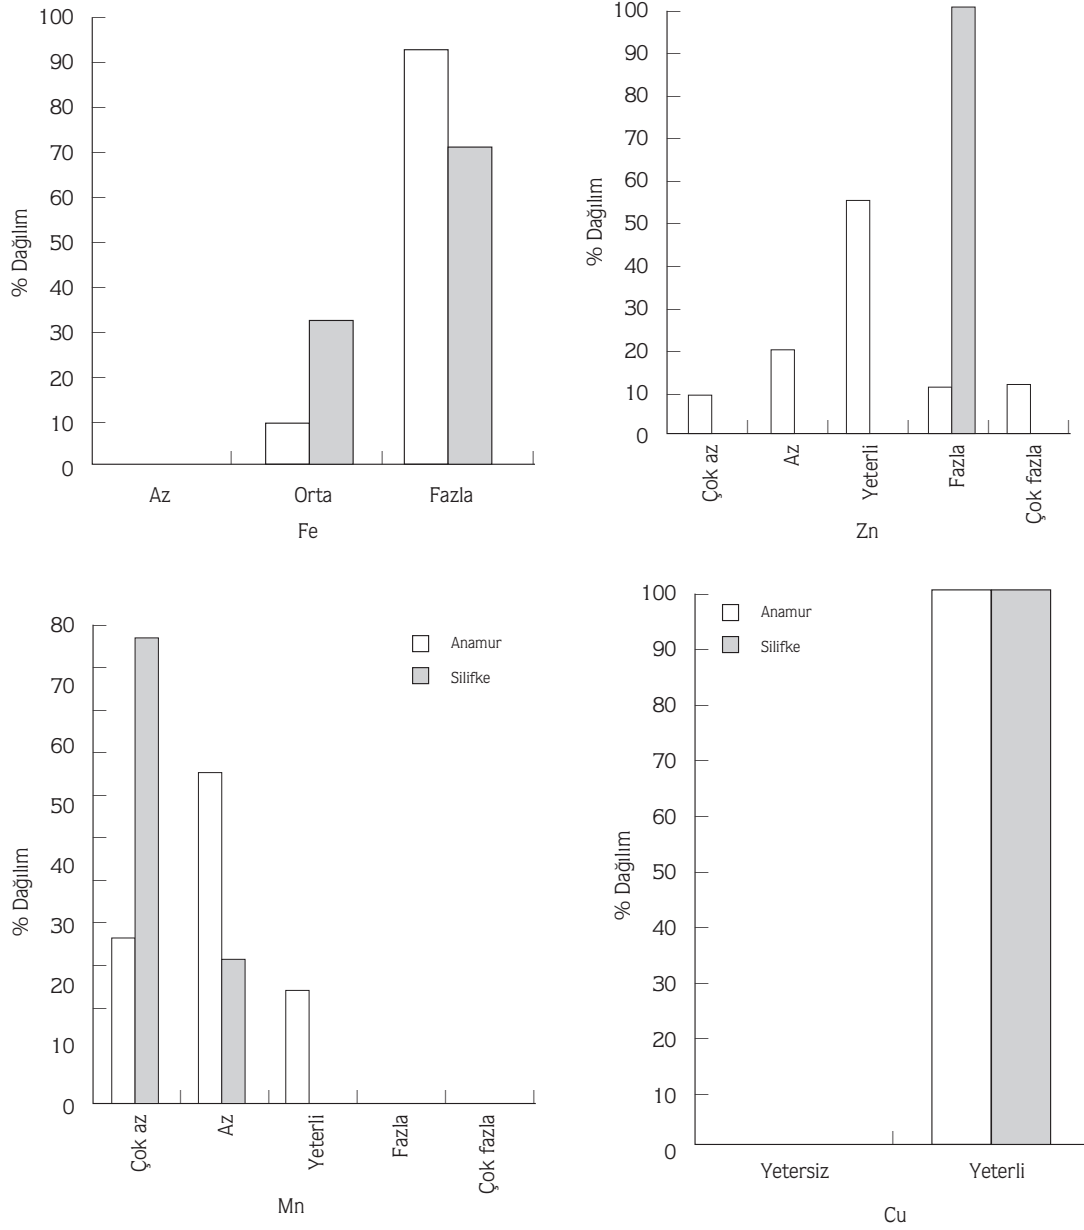 100
90
80
70
60
50
40
30
20
10
0
% Dağılım
Az Orta Fazla
Fe
100
90
80
70
60
50
40
30
20
10
0
% Dağılım
Çok az
Az
Yeterli
Fazla
Çok fazla
Zn
80
70
60
50
40
30
20
10
0
% Dağılım
Anamur
Silifke
Çok az
Az
Yeterli
Fazla
Çok fazla
Mn
100
90
80
70
60
50
40
30
20
10
0
% Dağılım
Anamur
Silifke
Yetersiz Yeterli
Cu